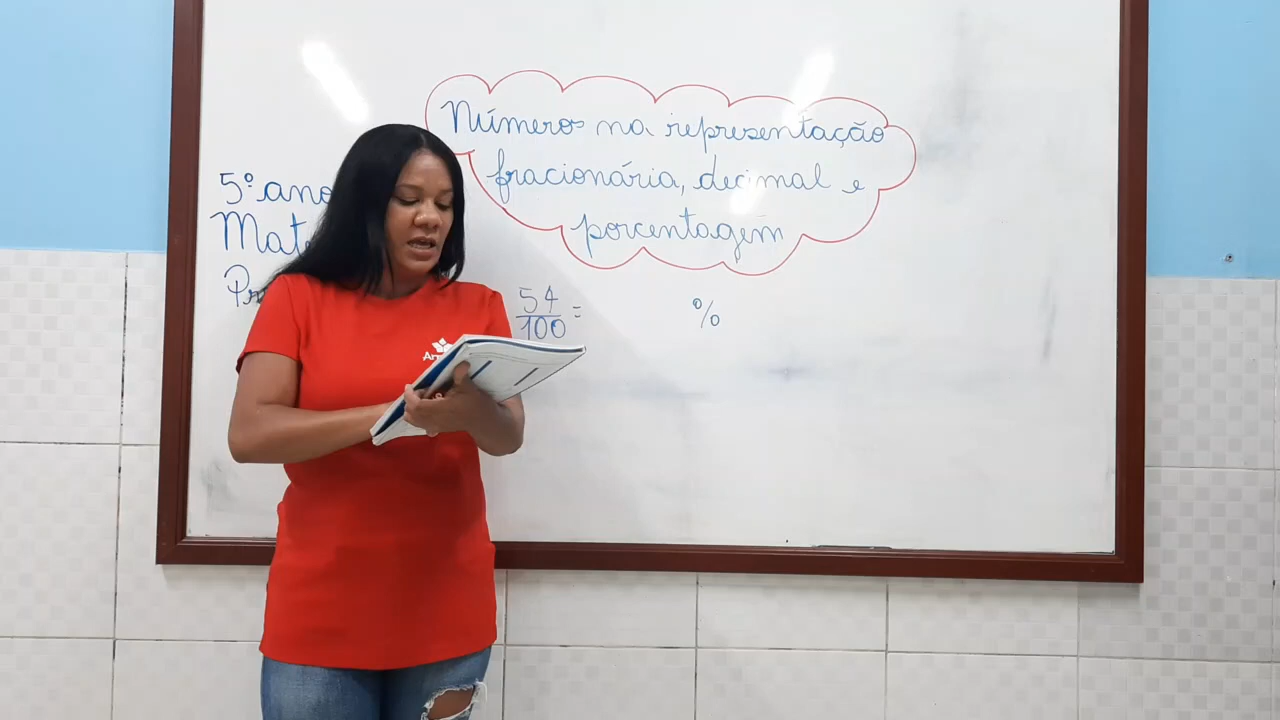 Números na representação
fracionária, decimal e
porcentagem
5º ano
54
100
=
%